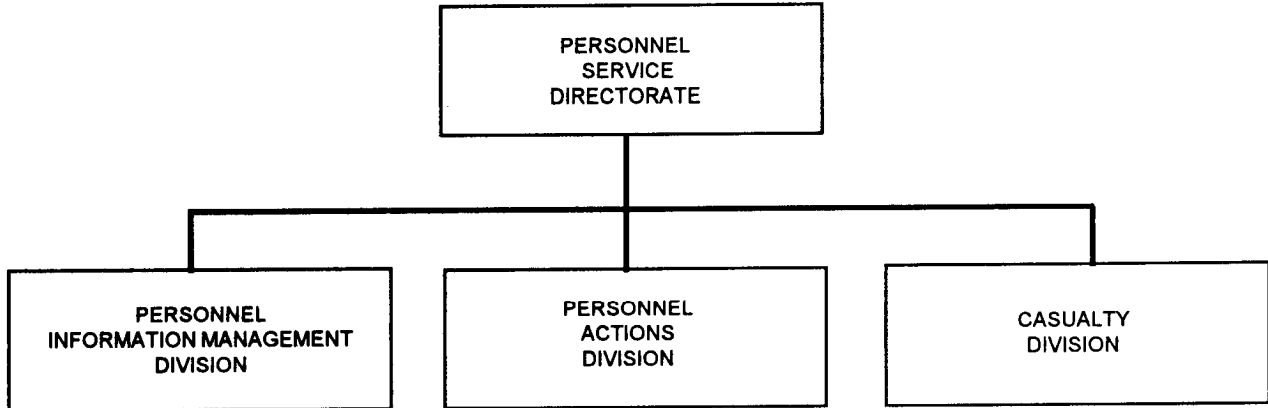 PERSONNEL
SERVICE
DIRECTORATE
PERSONNEL
INFORMATION MANAGEMENT
DIVISION
PERSONNEL
ACTIONS
DIVISION
CASUALTY
DIVISION